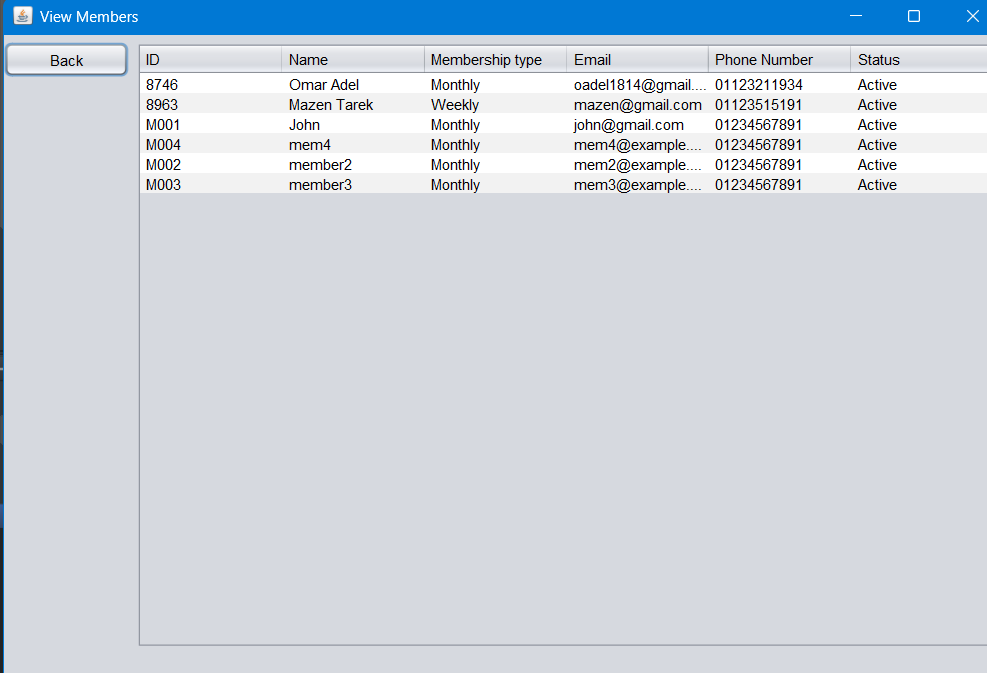 View Members
Back
ID Name Membership type Email Phone Number Status
8746 Omar Adel Monthly oadel1814@gmail.... 01123211934 Active
8963 Mazen Tarek Weekly mazen@gmail.com 01123515191 Active
M001 John Monthly john@gmail.com 01234567891 Active
M004 mem4 Monthly mem4@example.... 01234567891 Active
M002 member2 Monthly mem2@example.... 01234567891 Active
M003 member3 Monthly mem3@example.... 01234567891 Active